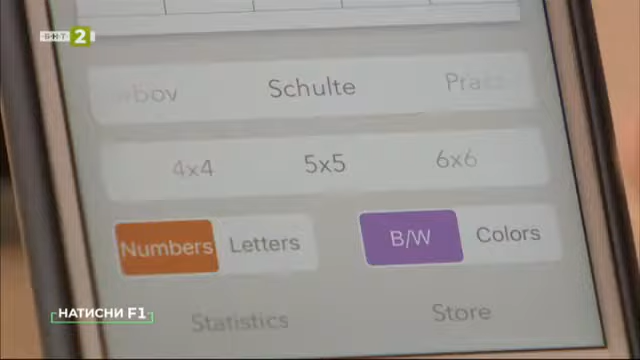 БНТ 2
Schulte
4x4 5x5 6x6
Numbers Letters B/W Colors
Statistics Store
НАТИСНИ F1